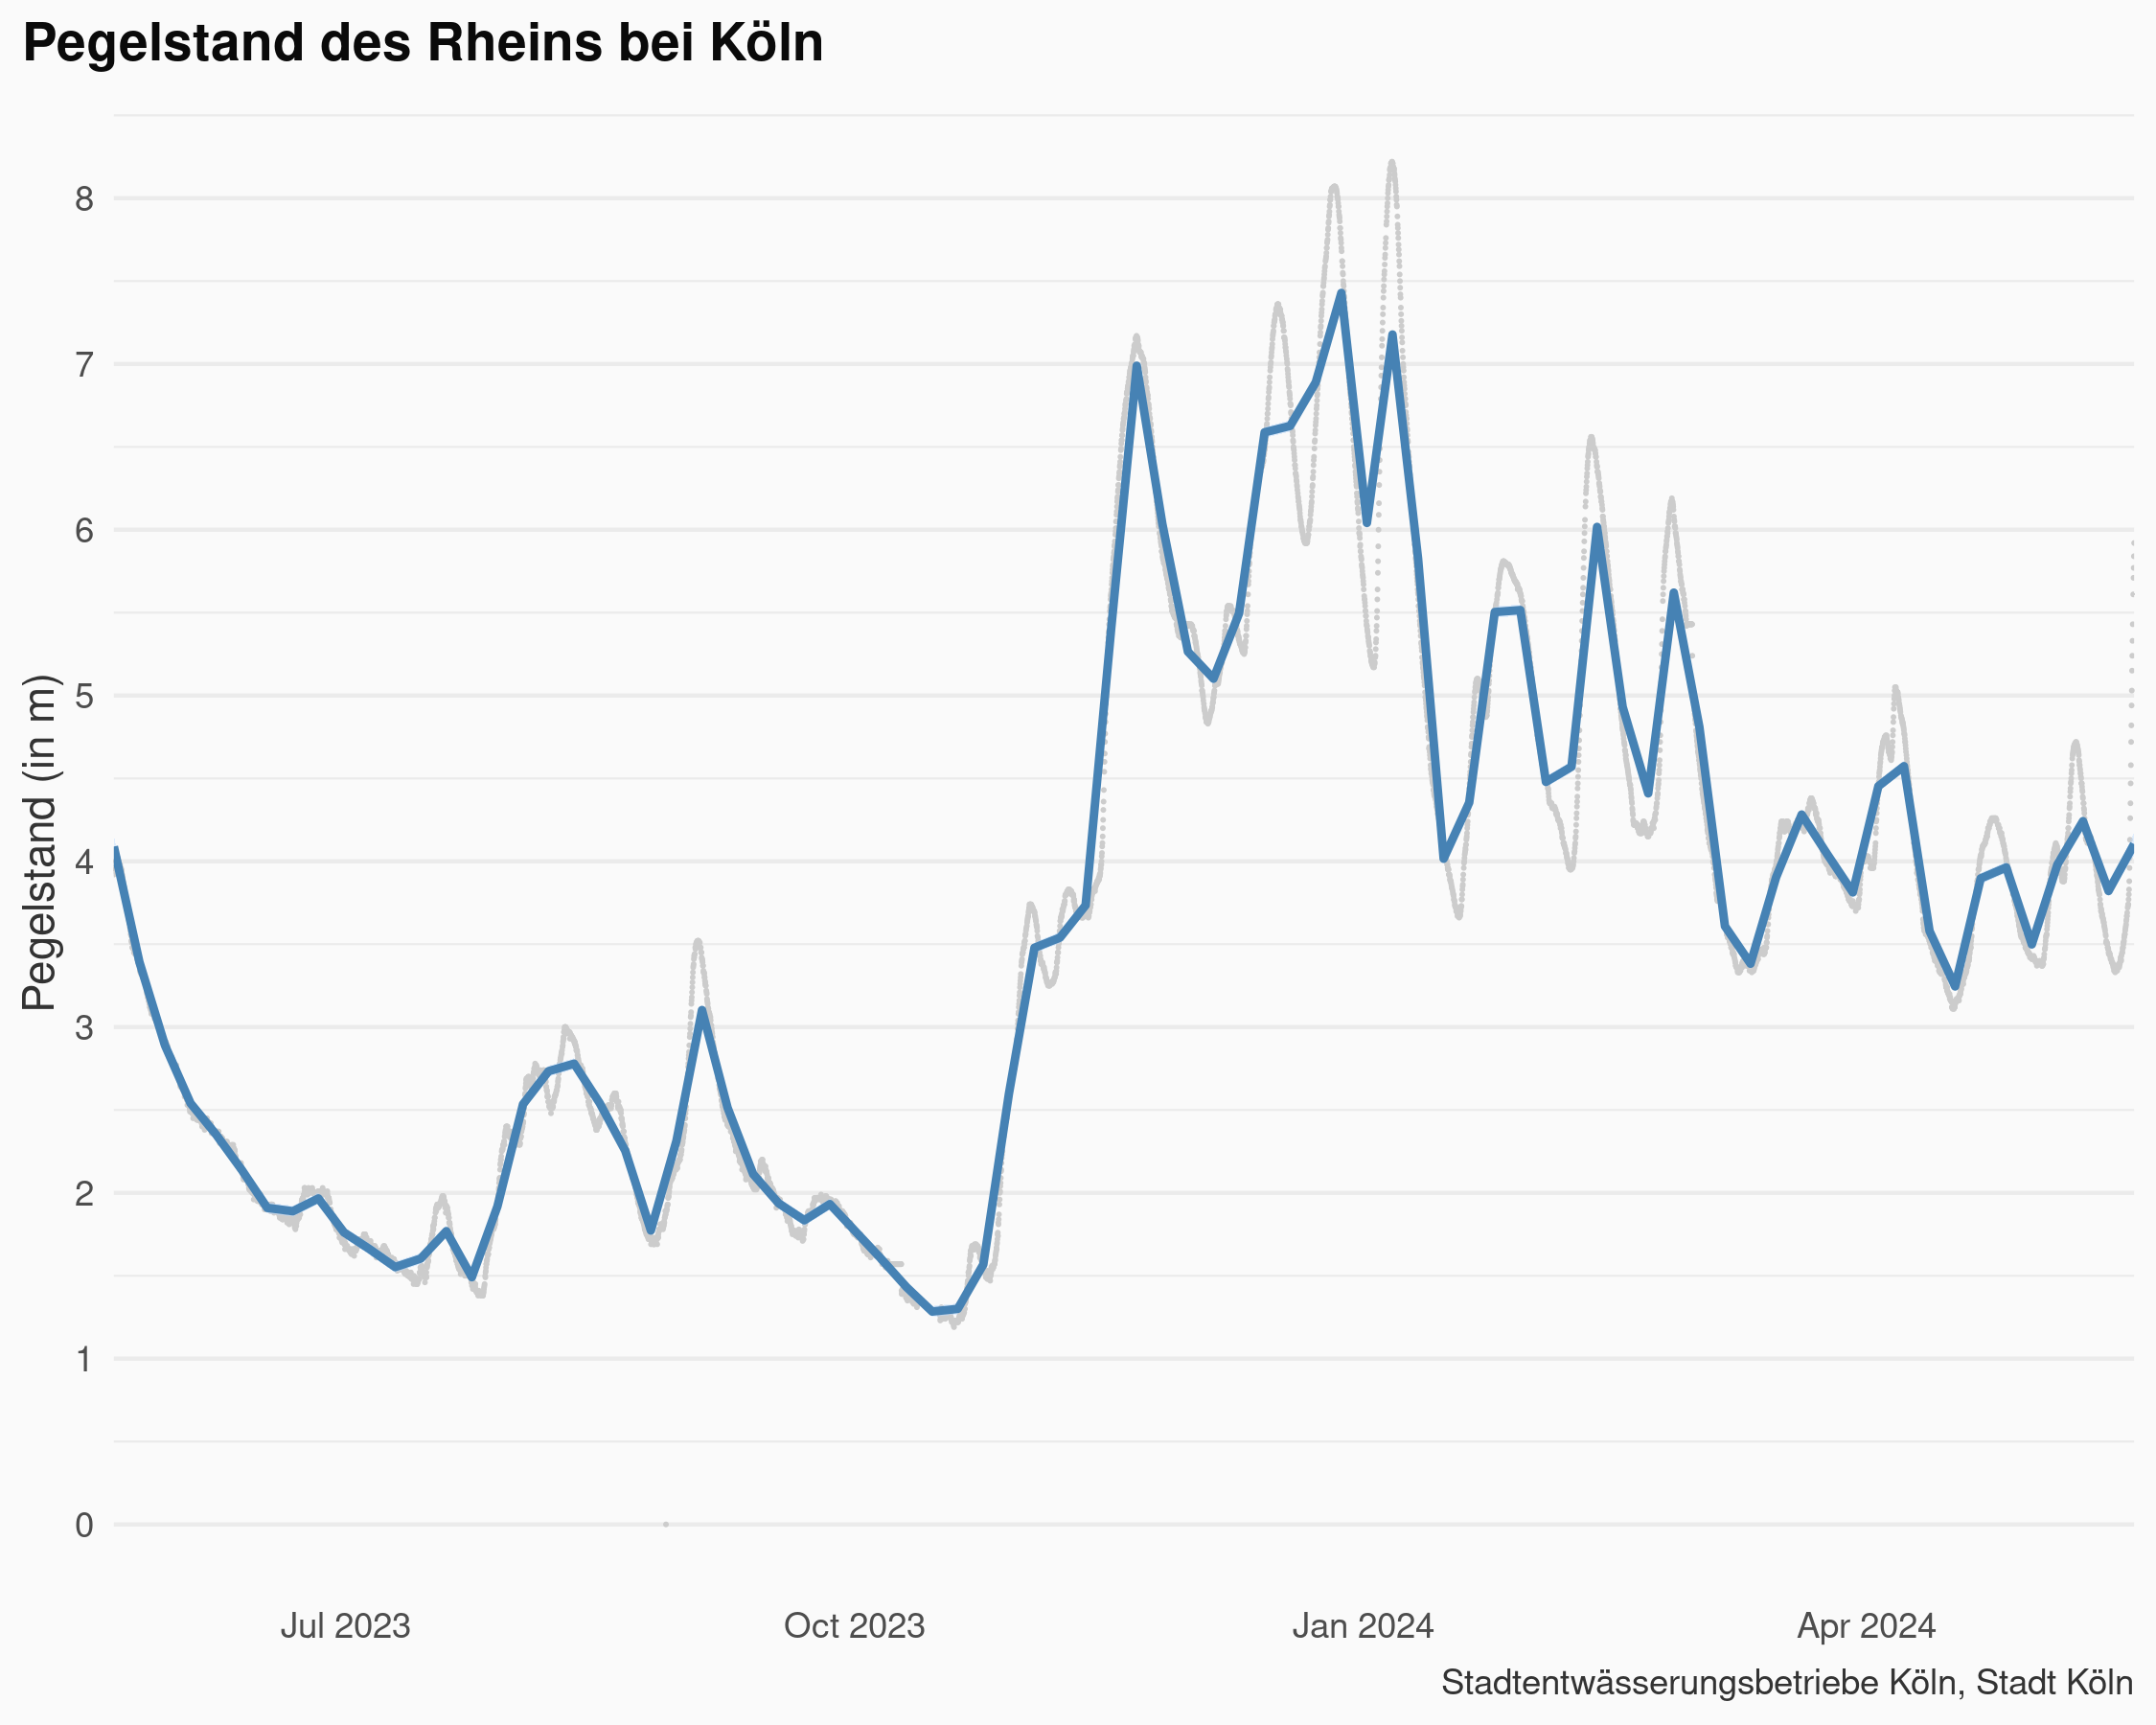 Pegelstand des Rheins bei Köln
Pegelstand (in m)
8
7
6
5
4
3
2
1
0
Jul 2023
Oct 2023
Jan 2024
Apr 2024
Stadtentwässerungsbetriebe Köln, Stadt Köln